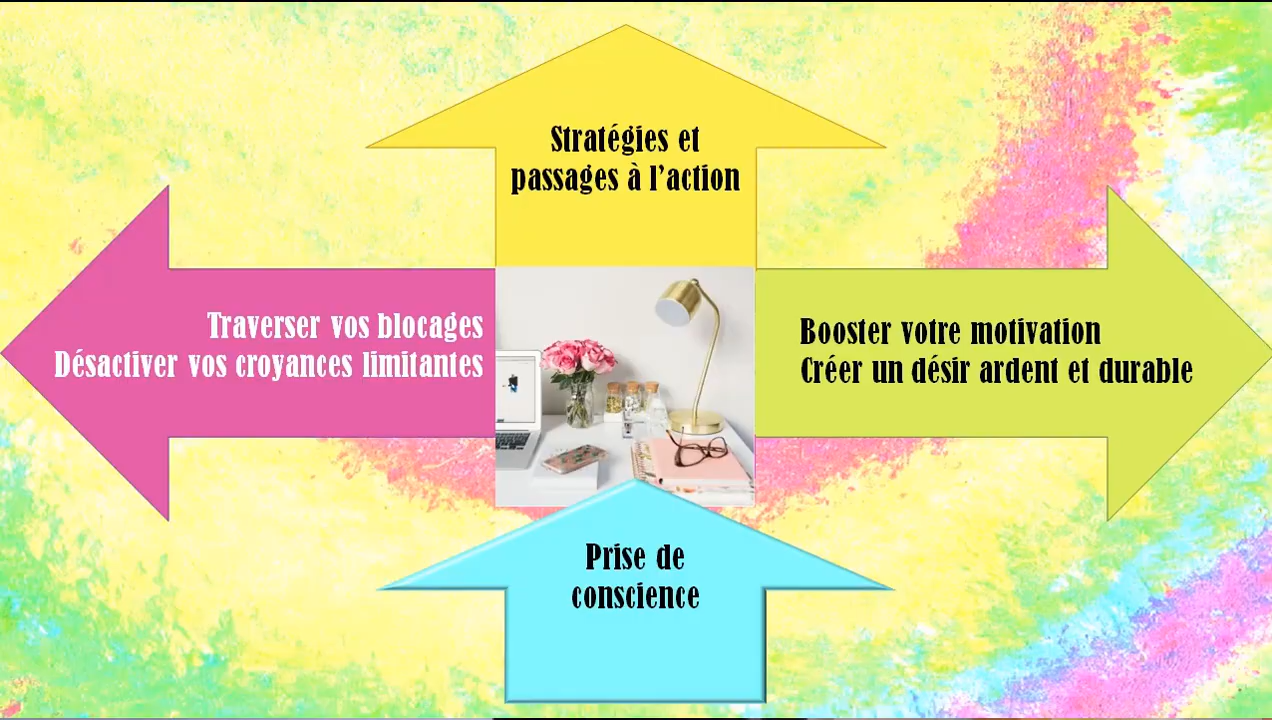 Stratégies et
passages à l'action
Traverser vos blocages
Désactiver vos croyances limitantes
Booster votre motivation
Créer un désir ardent et durable
Prise de
conscience